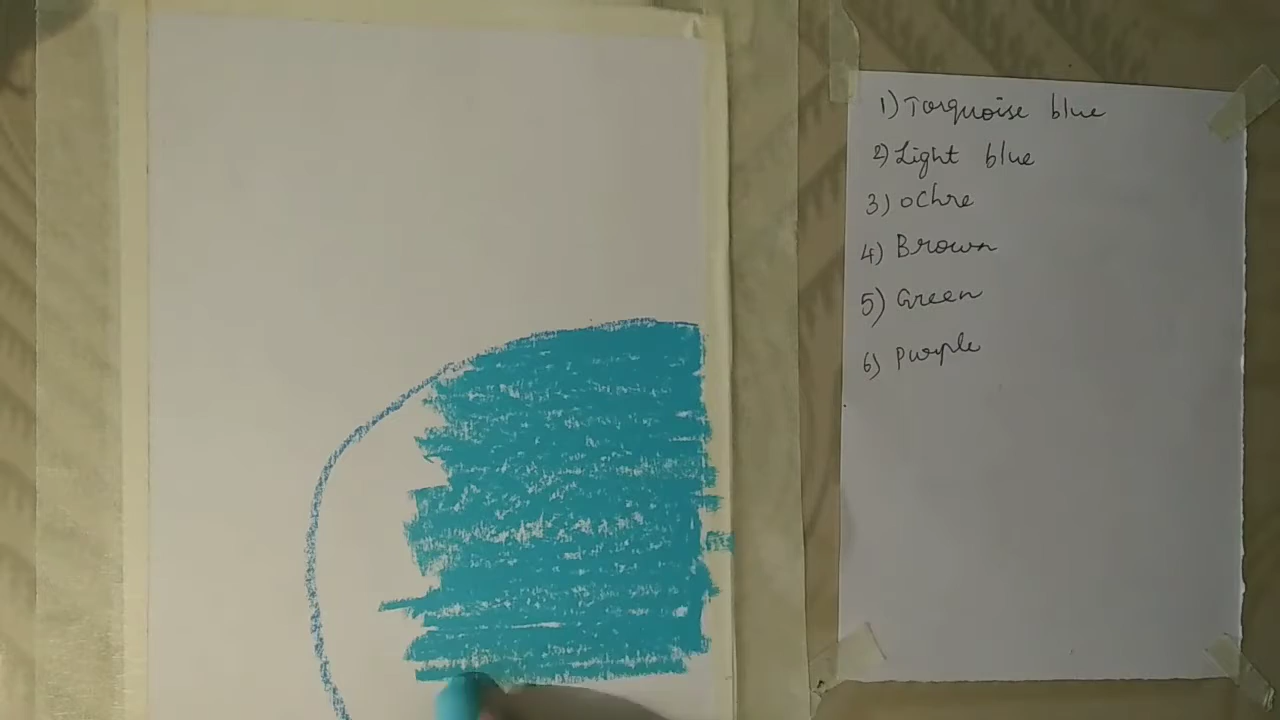 1) Torquoise blue
2) Light blue
3) ochre
4) Brown
5) Green
6) Purple